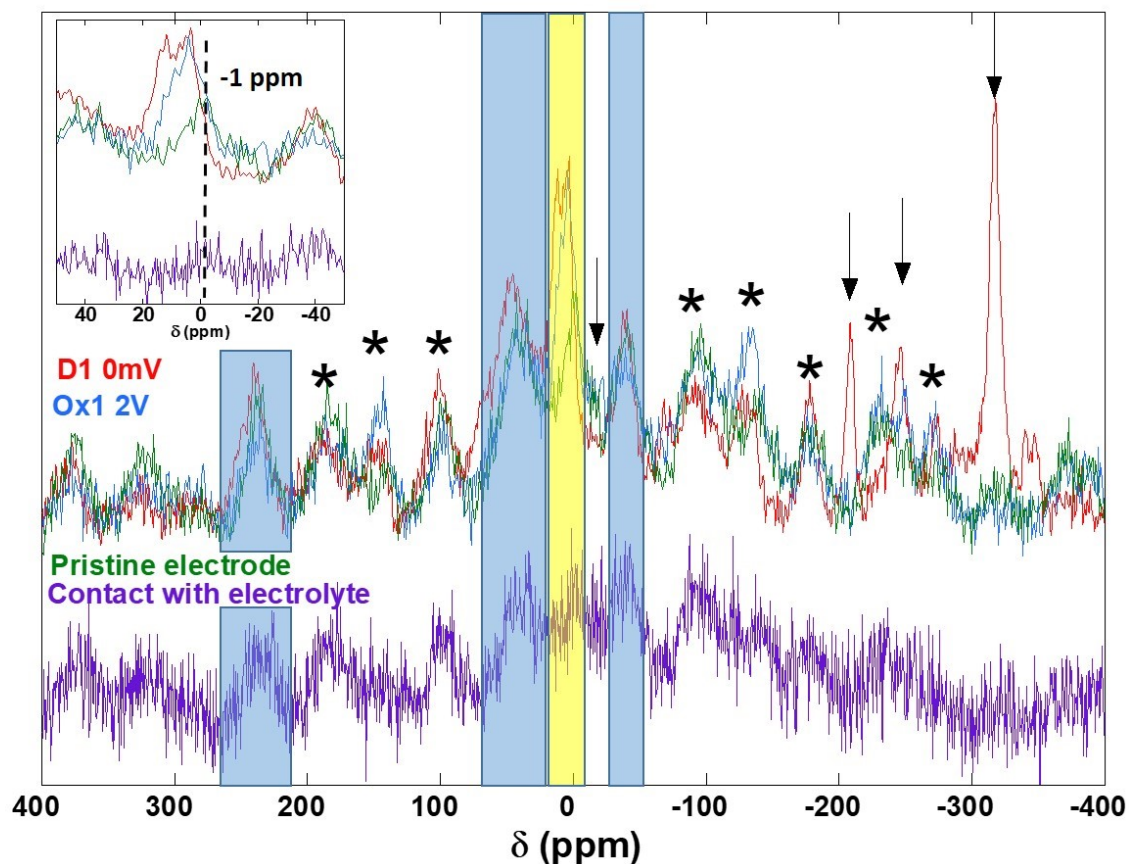 -1 ppm
40 20 0 -20 -40
δ (ppm)
D1 0mV
Ox1 2V
* * * * * * * *
Pristine electrode
Contact with electrolyte
400 300 200 100 0 -100 -200 -300 -400
δ (ppm)